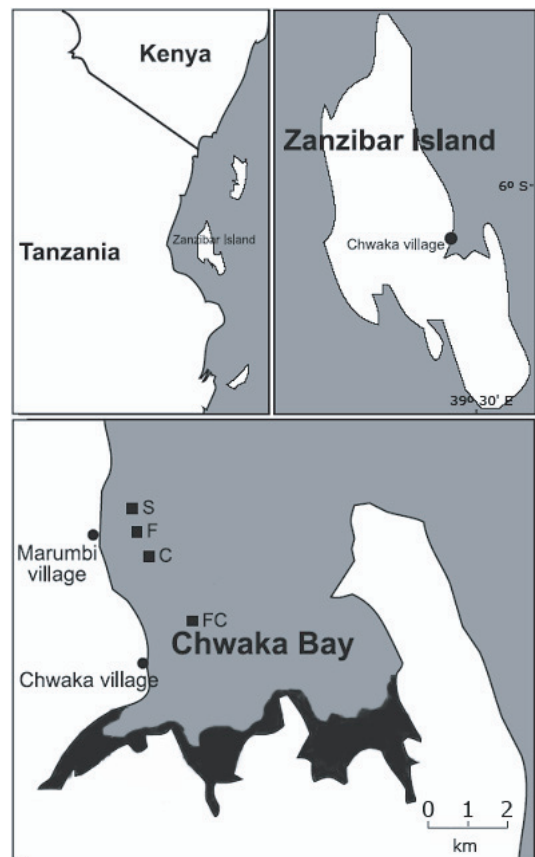 Kenya
Tanzania
Zanzibar Island
Zanzibar Island
6º S
Chwaka village
39º 30' E
S
F
C
Marumbi
village
FC
Chwaka Bay
Chwaka village
0 1 2
km